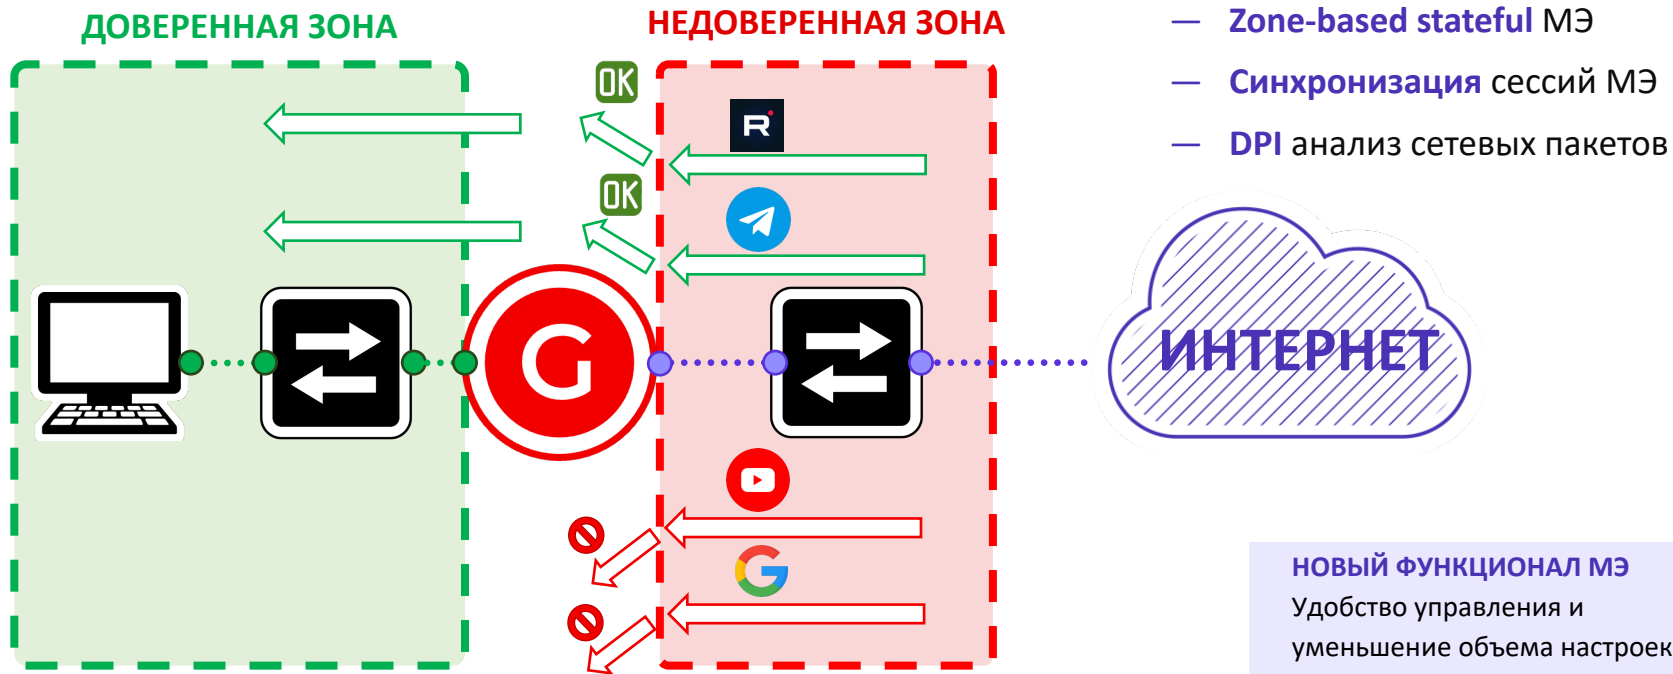 ДОВЕРЕННАЯ ЗОНА
НЕДОВЕРЕННАЯ ЗОНА
— Zone-based stateful МЭ
— Синхронизация сессий МЭ
— DPI анализ сетевых пакетов
OK
R
OK
G
ИНТЕРНЕТ
G
НОВЫЙ ФУНКЦИОНАЛ МЭ
Удобство управления и
уменьшение объема настроек